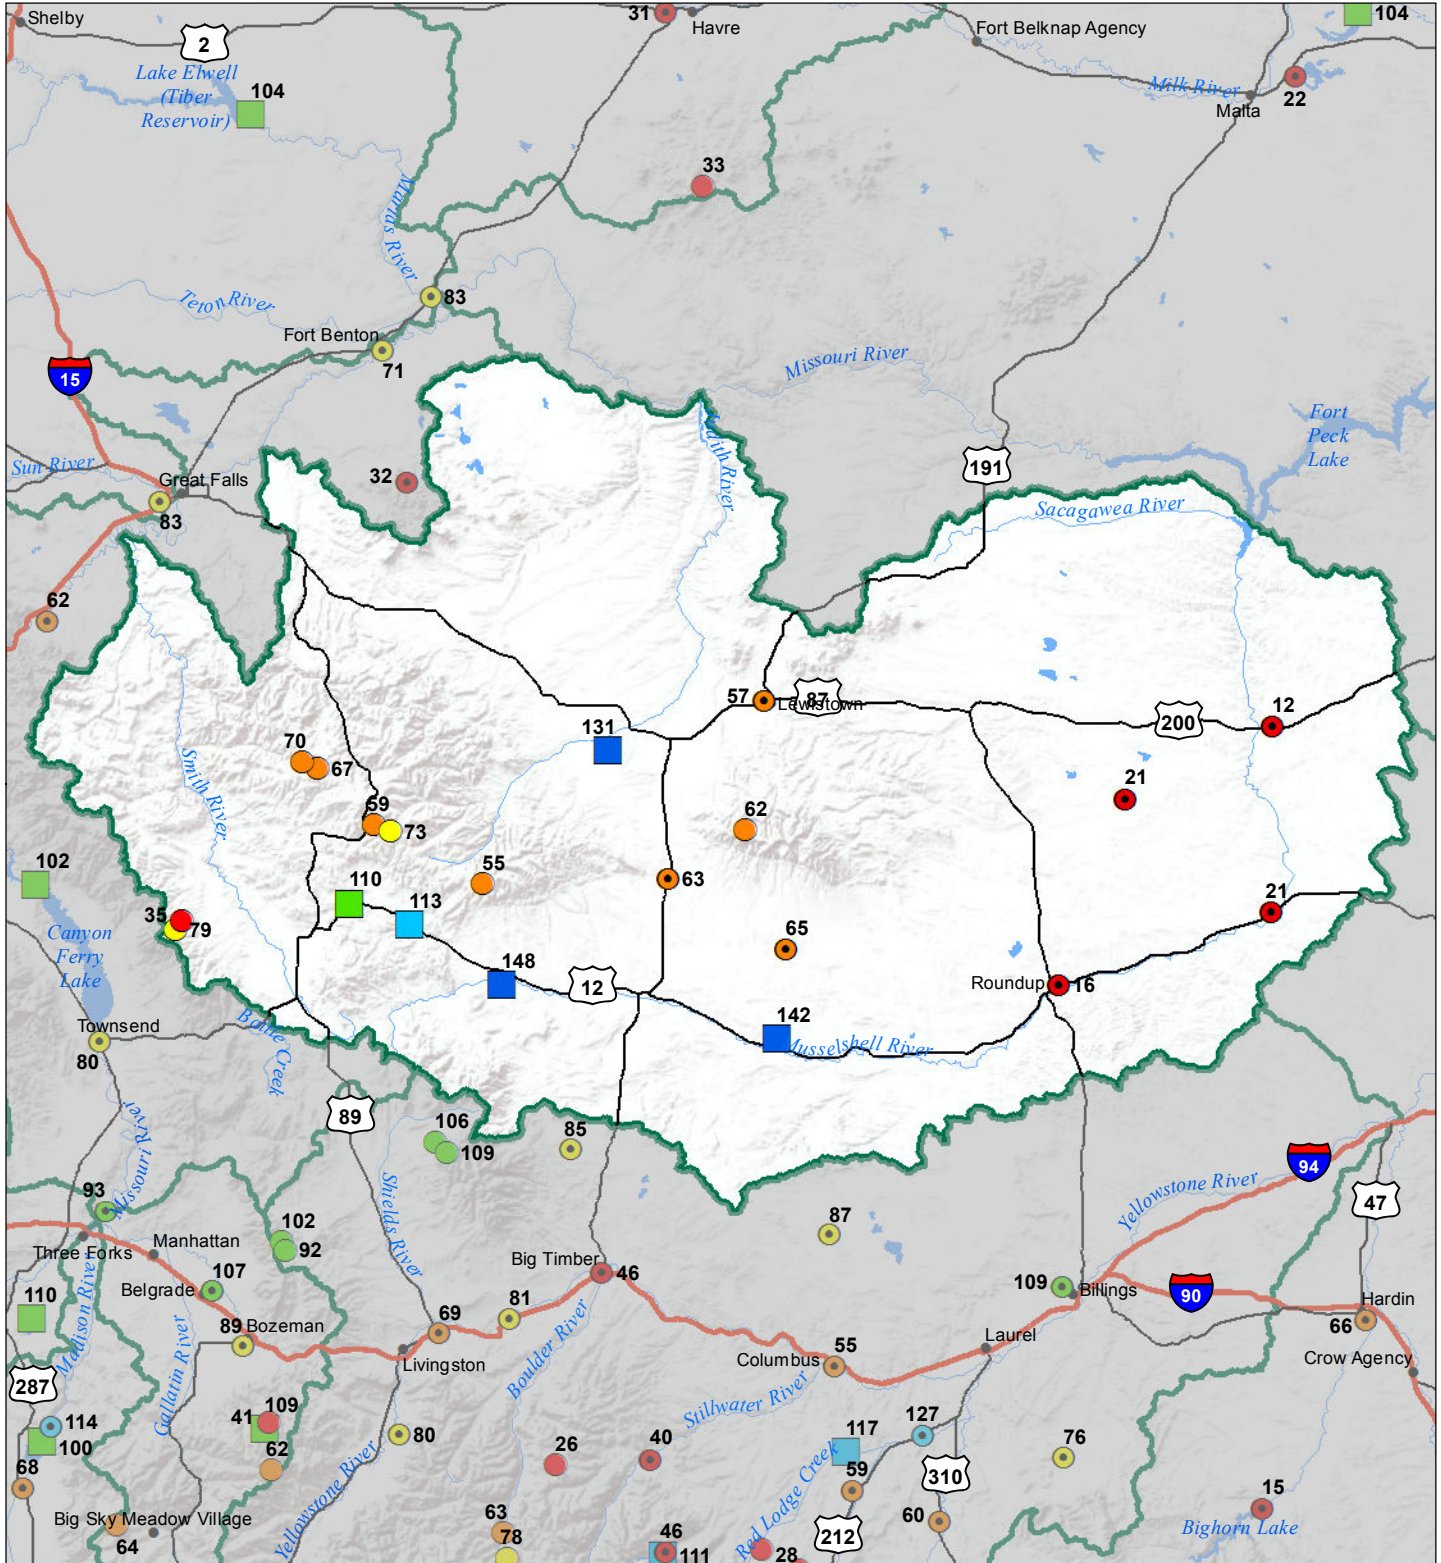 Shelby
2
31
Havre
Fort Belknap Agency
104
Lake Elwell
(Tiber
Reservoir)
104
Milk River
22
Malta
33
Marias River
Teton River
83
Fort Benton
71
15
Missouri River
Fort
Peck
Lake
Judith River
Sun River
Great Falls
83
32
191
Sacagawea River
62
57
87
Lewistown
131
200
12
70
67
Smith River
21
59
73
62
102
55
63
110
113
35
79
21
Canyon
Ferry
Lake
65
148
12
Roundup
16
142
Musselshell River
Townsend
80
Battle Creek
89
106
109
85
Missouri River
94
93
Shields River
Yellowstone River
47
102
92
87
Three Forks
Manhattan
Big Timber
46
107
Belgrade
109
Billings
90
Hardin
66
110
Madison River
81
69
89
Bozeman
Livingston
Gallatin River
Boulder River
Laurel
Columbus
55
Crow Agency
287
Stillwater River
41
109
114
100
117
127
80
62
26
40
76
68
59
310
Yellowstone River
Red Lodge Creek
15
63
60
Big Sky Meadow Village
64
78
46
111
28
212
Bighorn Lake